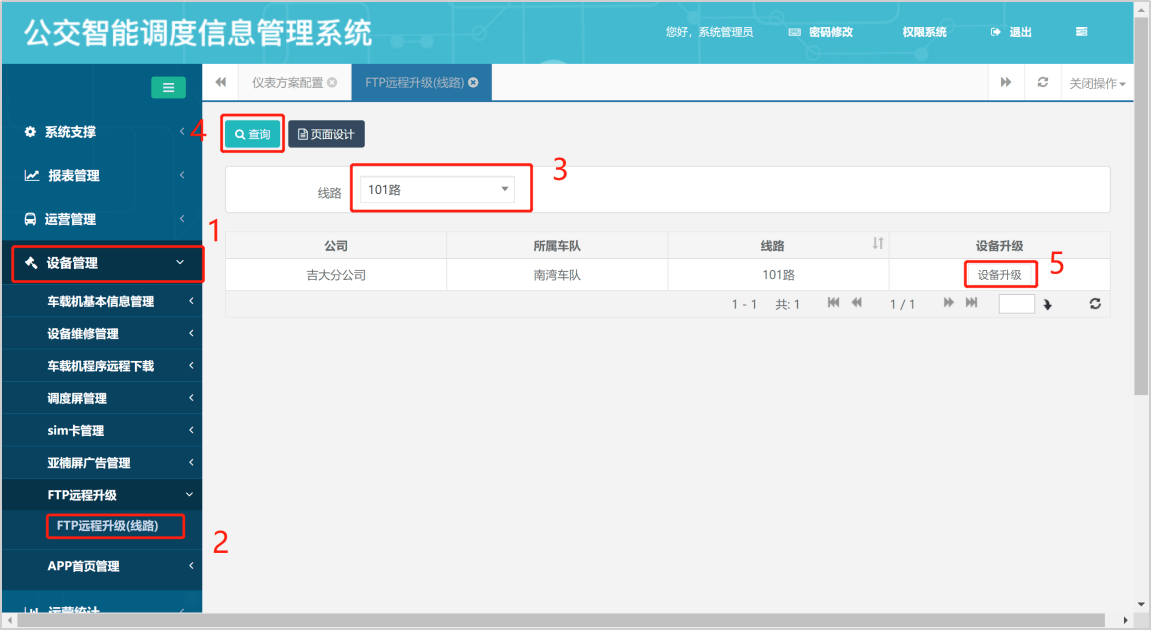 公交智能调度信息管理系统
您好，系统管理员 密码修改 权限系统 退出
仪表方案配置 FTP远程升级(线路) 关闭操作
系统支撑
报表管理
运营管理
设备管理
车载机基本信息管理
设备维修管理
车载机程序远程下载
调度屏管理
sim卡管理
亚楠屏广告管理
FTP远程升级
FTP远程升级(线路)
APP首页管理
运营统计
4 查询 页面设计
线路 101路 3
1
公司 所属车队 线路 设备升级
吉大分公司 南湾车队 101路 设备升级 5
1 - 1 共: 1 1 / 1
2